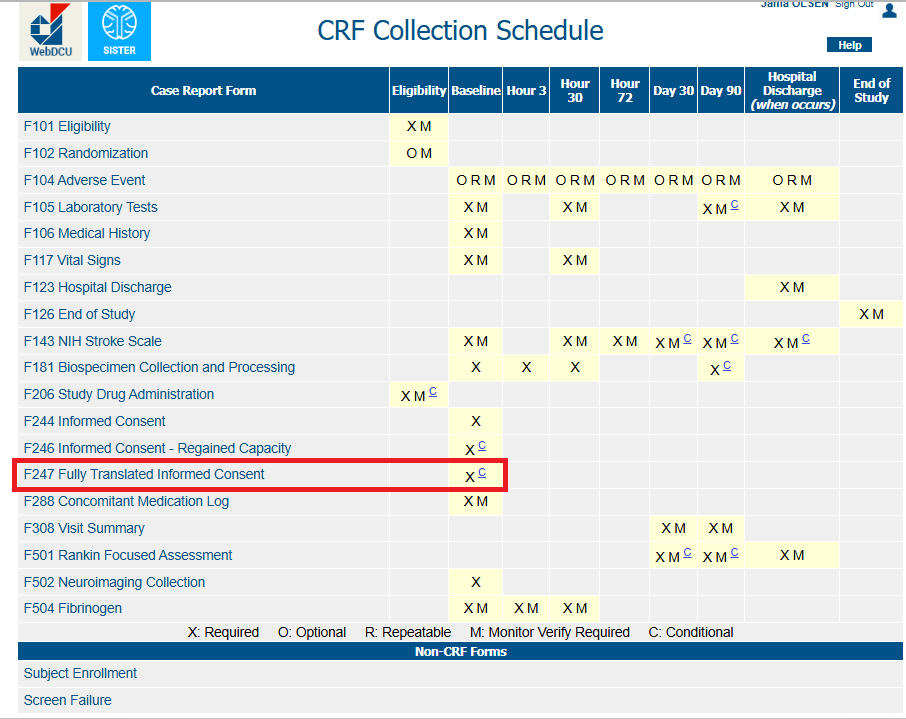 Jama OLSEN Sign Out
WebDCU
SISTER
CRF Collection Schedule
Help
Case Report Form Eligibility Baseline Hour 3 Hour 30 Hour 72 Day 30 Day 90 Hospital Discharge (when occurs) End of Study
F101 Eligibility X M
F102 Randomization O M
F104 Adverse Event O R M O R M O R M O R M O R M O R M O R M
F105 Laboratory Tests X M X M X M C X M
F106 Medical History X M
F117 Vital Signs X M X M
F123 Hospital Discharge X M
F126 End of Study X M
F143 NIH Stroke Scale X M X M X M X M C X M C X M C
F181 Biospecimen Collection and Processing X X X X C
F206 Study Drug Administration X M C
F244 Informed Consent X
F246 Informed Consent - Regained Capacity X C
F247 Fully Translated Informed Consent X C
F288 Concomitant Medication Log X M
F308 Visit Summary X M X M
F501 Rankin Focused Assessment X M C X M C X M
F502 Neuroimaging Collection X
F504 Fibrinogen X M X M X M
X: Required O: Optional R: Repeatable M: Monitor Verify Required C: Conditional
Non-CRF Forms
Subject Enrollment
Screen Failure